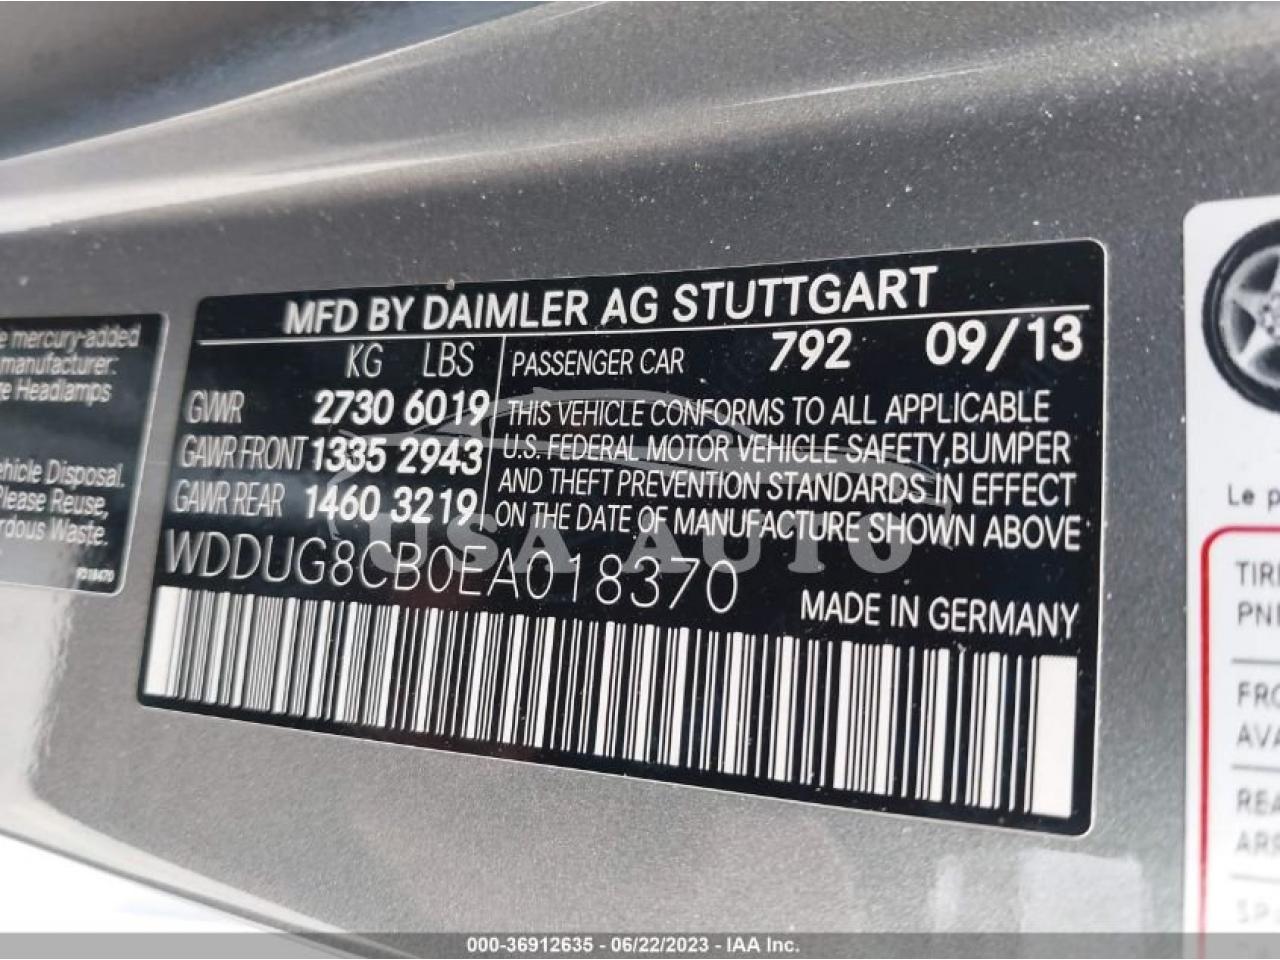 MFD BY DAIMLER AG STUTTGART
KG LBS
GVWR 2730 6019
GAWR FRONT 1335 2943
GAWR REAR 1460 3219
PASSENGER CAR 792 09/13
THIS VEHICLE CONFORMS TO ALL APPLICABLE
U.S. FEDERAL MOTOR VEHICLE SAFETY,BUMPER
AND THEFT PREVENTION STANDARDS IN EFFECT
ON THE DATE OF MANUFACTURE SHOWN ABOVE
WDDUG8CB0EA018370
MADE IN GERMANY
USA AUTO
mercury-added
manufacturer:
Headlamps
Disposal.
Please Reuse,
Waste.
Le
TIRE
000-36912635 - 06/22/2023 - IAA Inc.